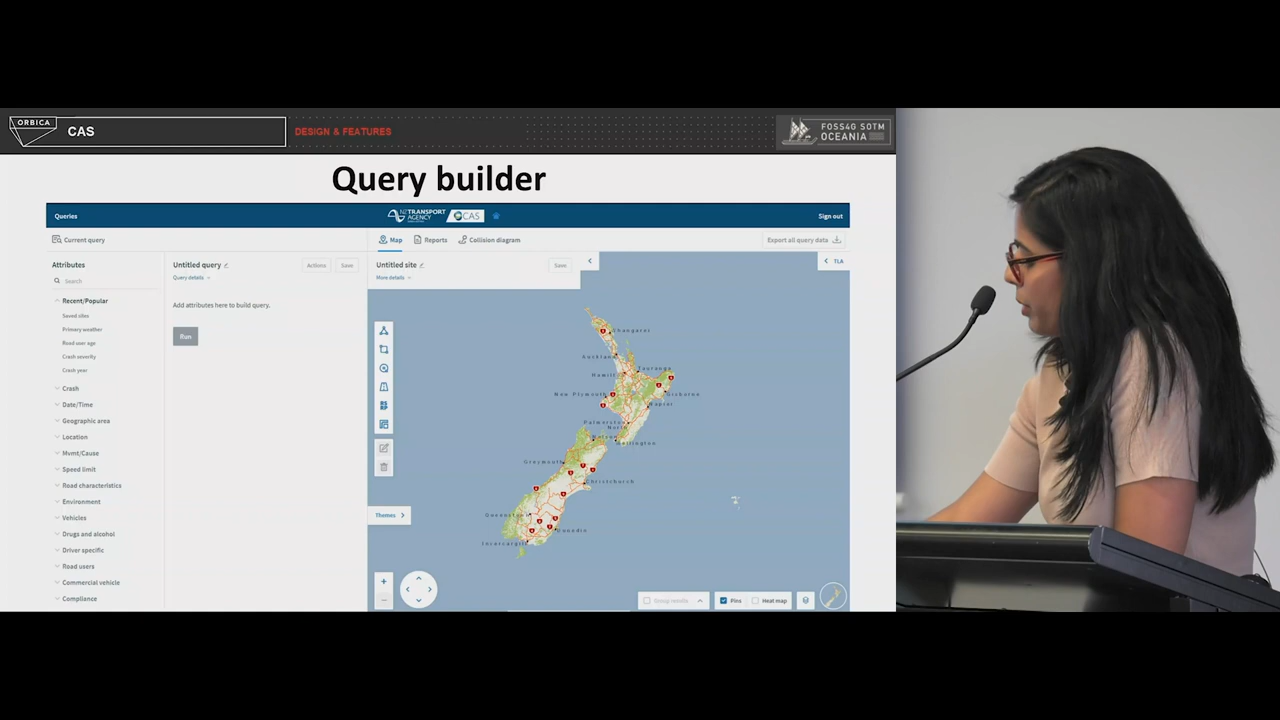 ORBICA
CAS
DESIGN & FEATURES
FOSS4G SOTM
OCEANIA
Query builder
Queries
NZ TRANSPORT
AGENCY
CAS
Sign out
Current query
Map
Reports
Collision diagram
Export all query data
Attributes
Search
Recent/Popular
Saved sites
Primary weather
Road user age
Crash severity
Crash year
Crash
Date/Time
Geographic area
Location
Mvmt/Cause
Speed limit
Road characteristics
Environment
Vehicles
Drugs and alcohol
Driver specific
Road users
Commercial vehicle
Compliance
Untitled query
Actions
Save
Query details
Add attributes here to build query.
Run
Untitled site
Save
More details
TLA
Auckland
Tauranga
New Plymouth
Gisborne
Napier
Palmerston
North
Nelson
Wellington
Greymouth
Christchurch
Queenstown
Dunedin
Invercargill
Themes
Group results
Pins
Heat map